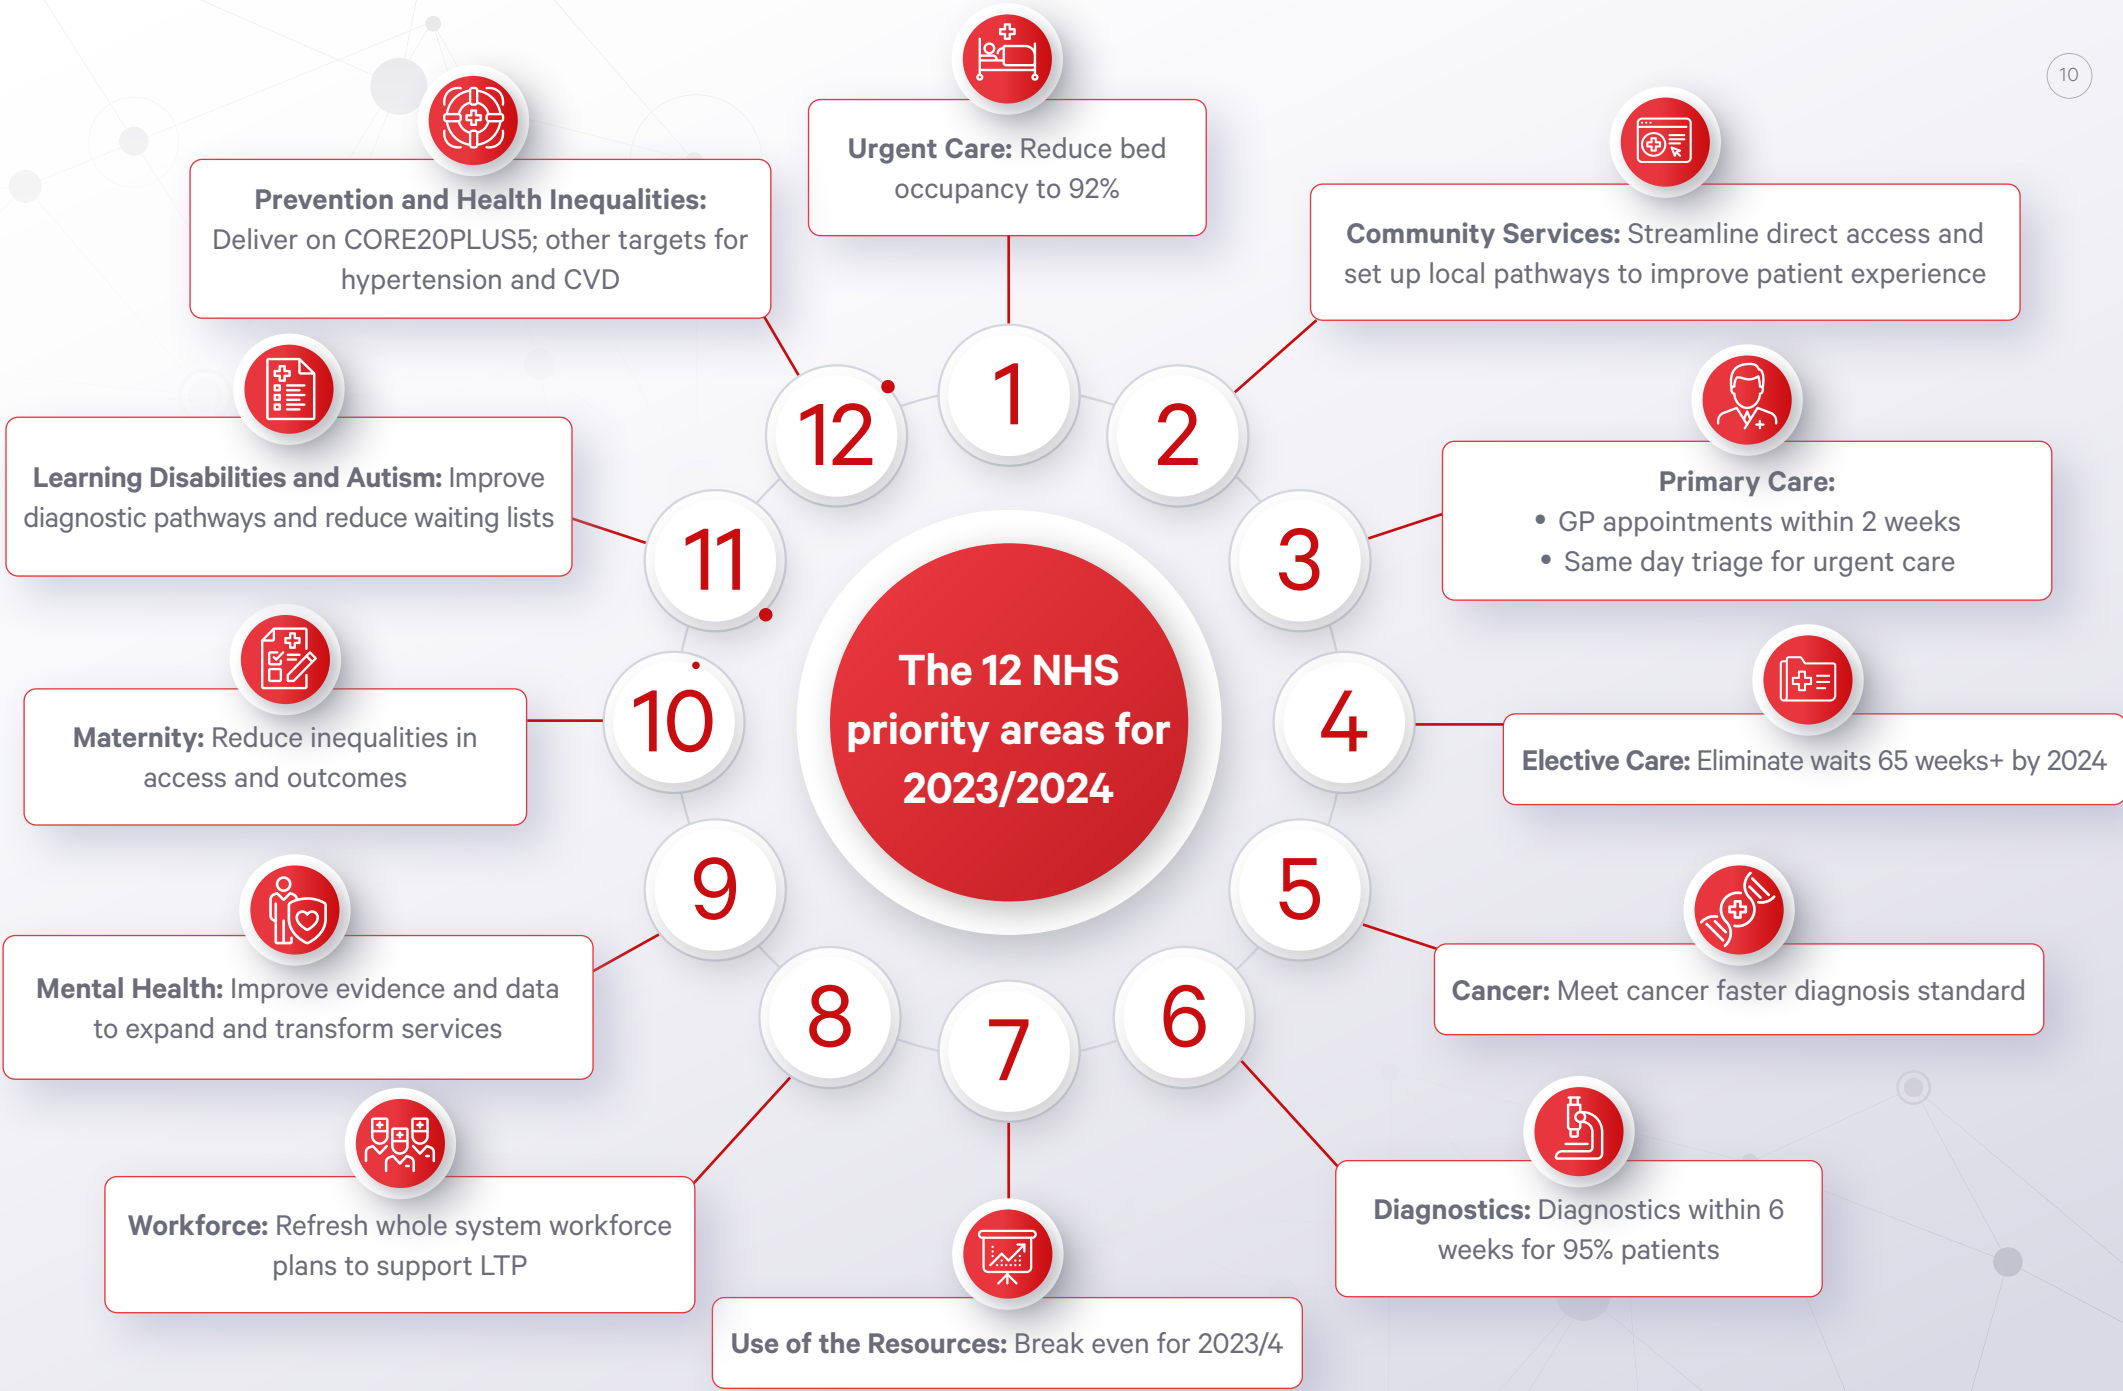 10
Urgent Care: Reduce bed
occupancy to 92%
Community Services: Streamline direct access and
set up local pathways to improve patient experience
Primary Care:
• GP appointments within 2 weeks
• Same day triage for urgent care
Elective Care: Eliminate waits 65 weeks+ by 2024
Cancer: Meet cancer faster diagnosis standard
Diagnostics: Diagnostics within 6
weeks for 95% patients
Use of the Resources: Break even for 2023/4
Workforce: Refresh whole system workforce
plans to support LTP
Mental Health: Improve evidence and data
to expand and transform services
Maternity: Reduce inequalities in
access and outcomes
Learning Disabilities and Autism: Improve
diagnostic pathways and reduce waiting lists
Prevention and Health Inequalities:
Deliver on CORE20PLUS5; other targets for
hypertension and CVD
1
2
3
4
5
6
7
8
9
10
11
12
The 12 NHS
priority areas for
2023/2024